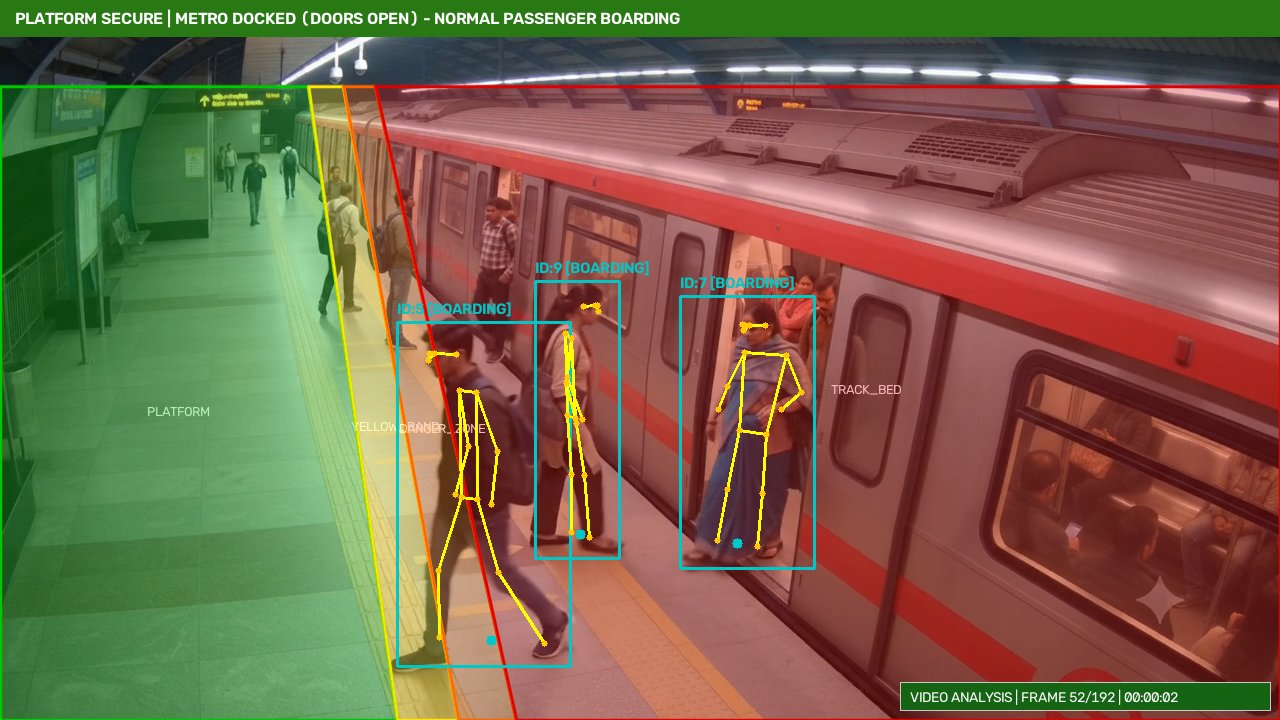 PLATFORM SECURE | METRO DOCKED (DOORS OPEN) - NORMAL PASSENGER BOARDING
ID:9 [BOARDING]
ID:7 [BOARDING]
ID:5 [BOARDING]
TRACK_BED
PLATFORM
YELLOW_BAND
DANGER_ZONE
VIDEO ANALYSIS | FRAME 52/192 | 00:00:02